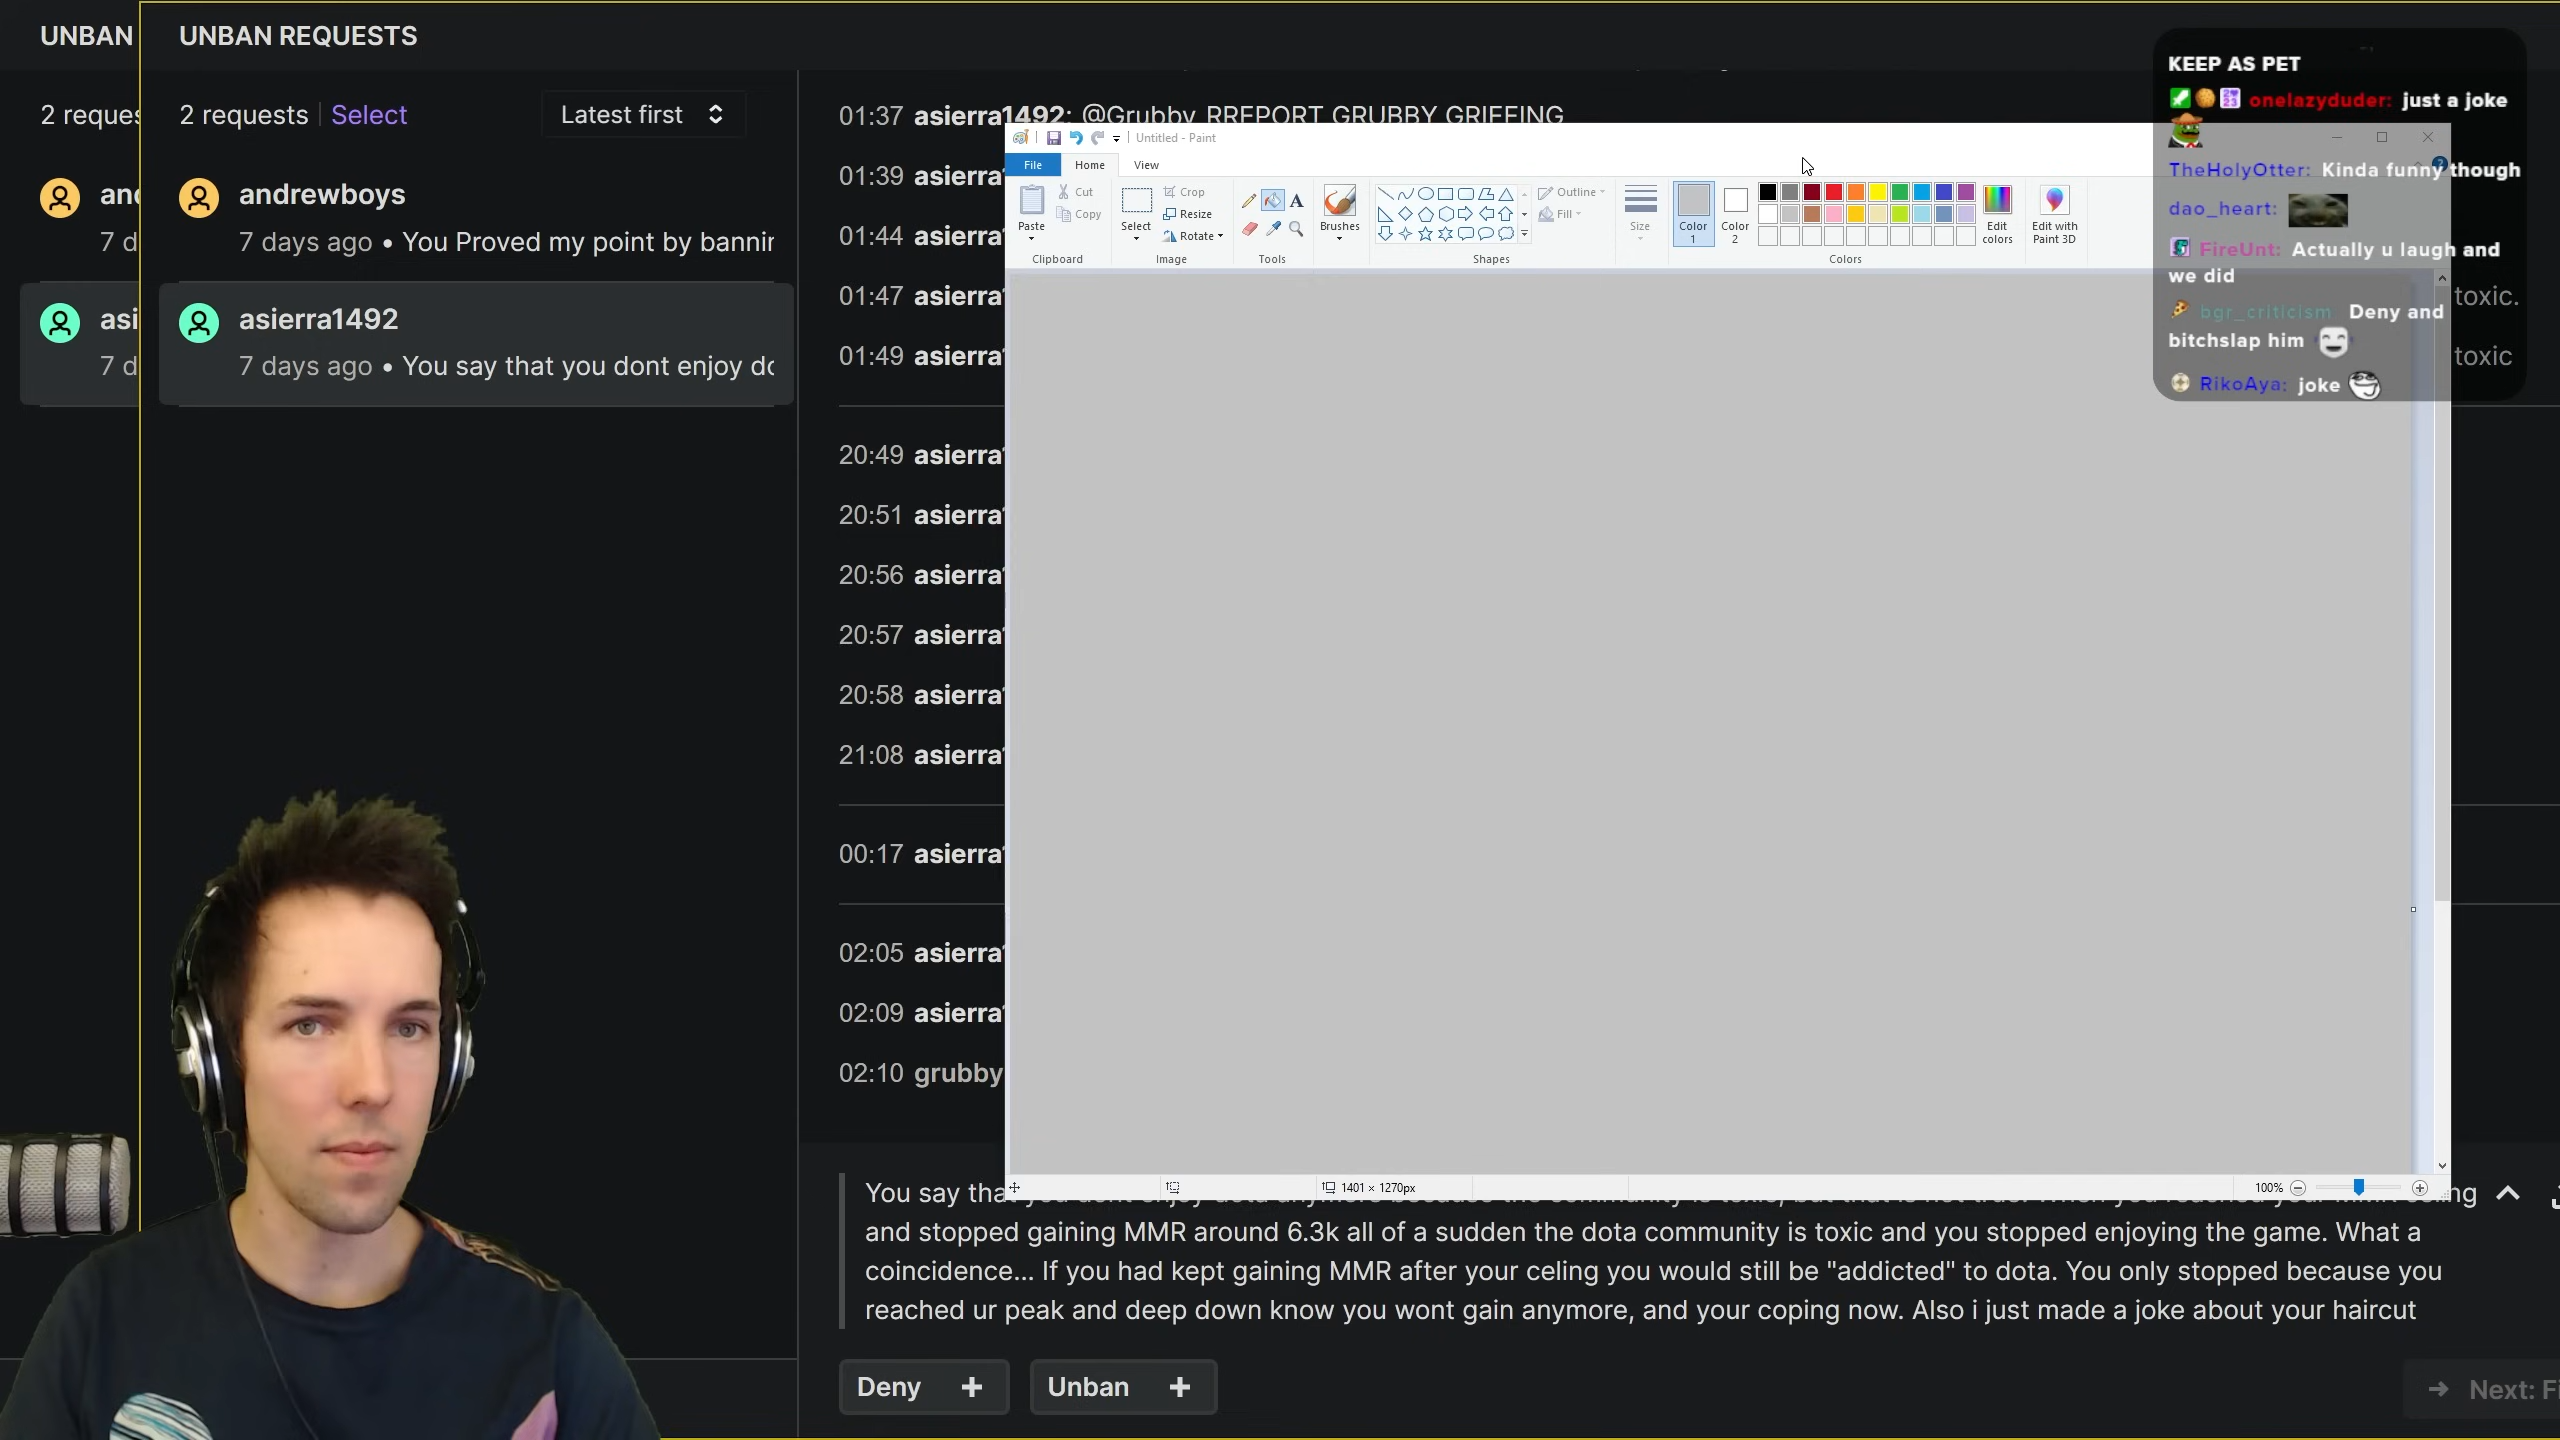 UNBAN
UNBAN REQUESTS
2 reques
2 requests
Select
Latest first
and
andrewboys
7 d
7 days ago • You Proved my point by bannin
asi
asierra1492
7 d
7 days ago • You say that you dont enjoy do
01:37 asierra1492: @Grubby RREPORT GRUBBY GRIEFING
01:39 asierra
01:44 asierra
01:47 asierra
toxic.
01:49 asierra
toxic
20:49 asierra
20:51 asierra
20:56 asierra
20:57 asierra
20:58 asierra
21:08 asierra
00:17 asierra
02:05 asierra
02:09 asierra
02:10 grubby
Untitled - Paint
File
Home
View
Paste
Cut
Copy
Clipboard
Select
Crop
Resize
Rotate
Image
A
Tools
Brushes
Outline
Fill
Shapes
Size
Color 1
Color 2
Edit colors
Edit with Paint 3D
Colors
1401 × 1270px
100%
KEEP AS PET
onelazyduder: just a joke
TheHolyOtter: Kinda funny though
dao_heart:
FireUnt: Actually u laugh and
we did
bgr_criticism Deny and
bitchslap him
RikoAya: joke
You say that
and stopped gaining MMR around 6.3k all of a sudden the dota community is toxic and you stopped enjoying the game. What a
coincidence... If you had kept gaining MMR after your celing you would still be "addicted" to dota. You only stopped because you
reached ur peak and deep down know you wont gain anymore, and your coping now. Also i just made a joke about your haircut
Deny
Unban
Next: Fi